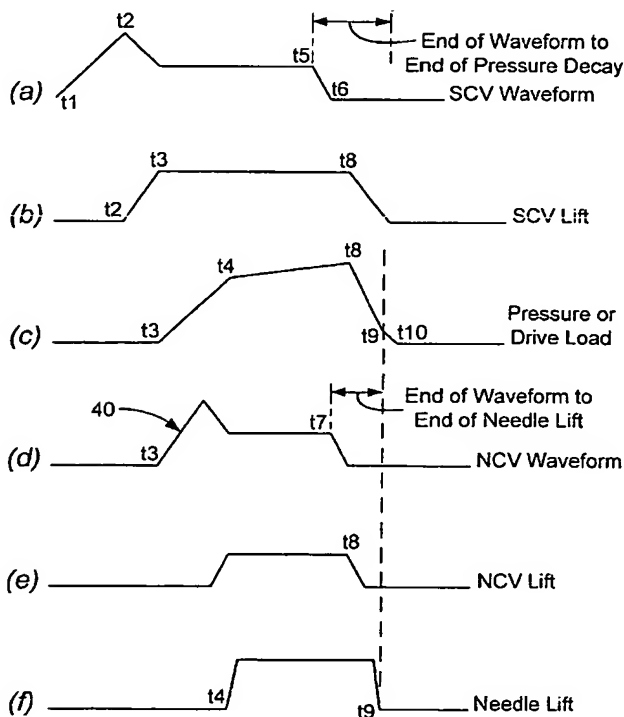 t2
End of Waveform to
End of Pressure Decay
t5
(a)
t1
t6
SCV Waveform
t3
t8
(b)
t2
SCV Lift
t8
t4
(c)
t3
t9
t10
Pressure or
Drive Load
End of Waveform to
End of Needle Lift
40
t7
(d)
t3
NCV Waveform
t8
(e)
NCV Lift
(f)
t4
t9
Needle Lift